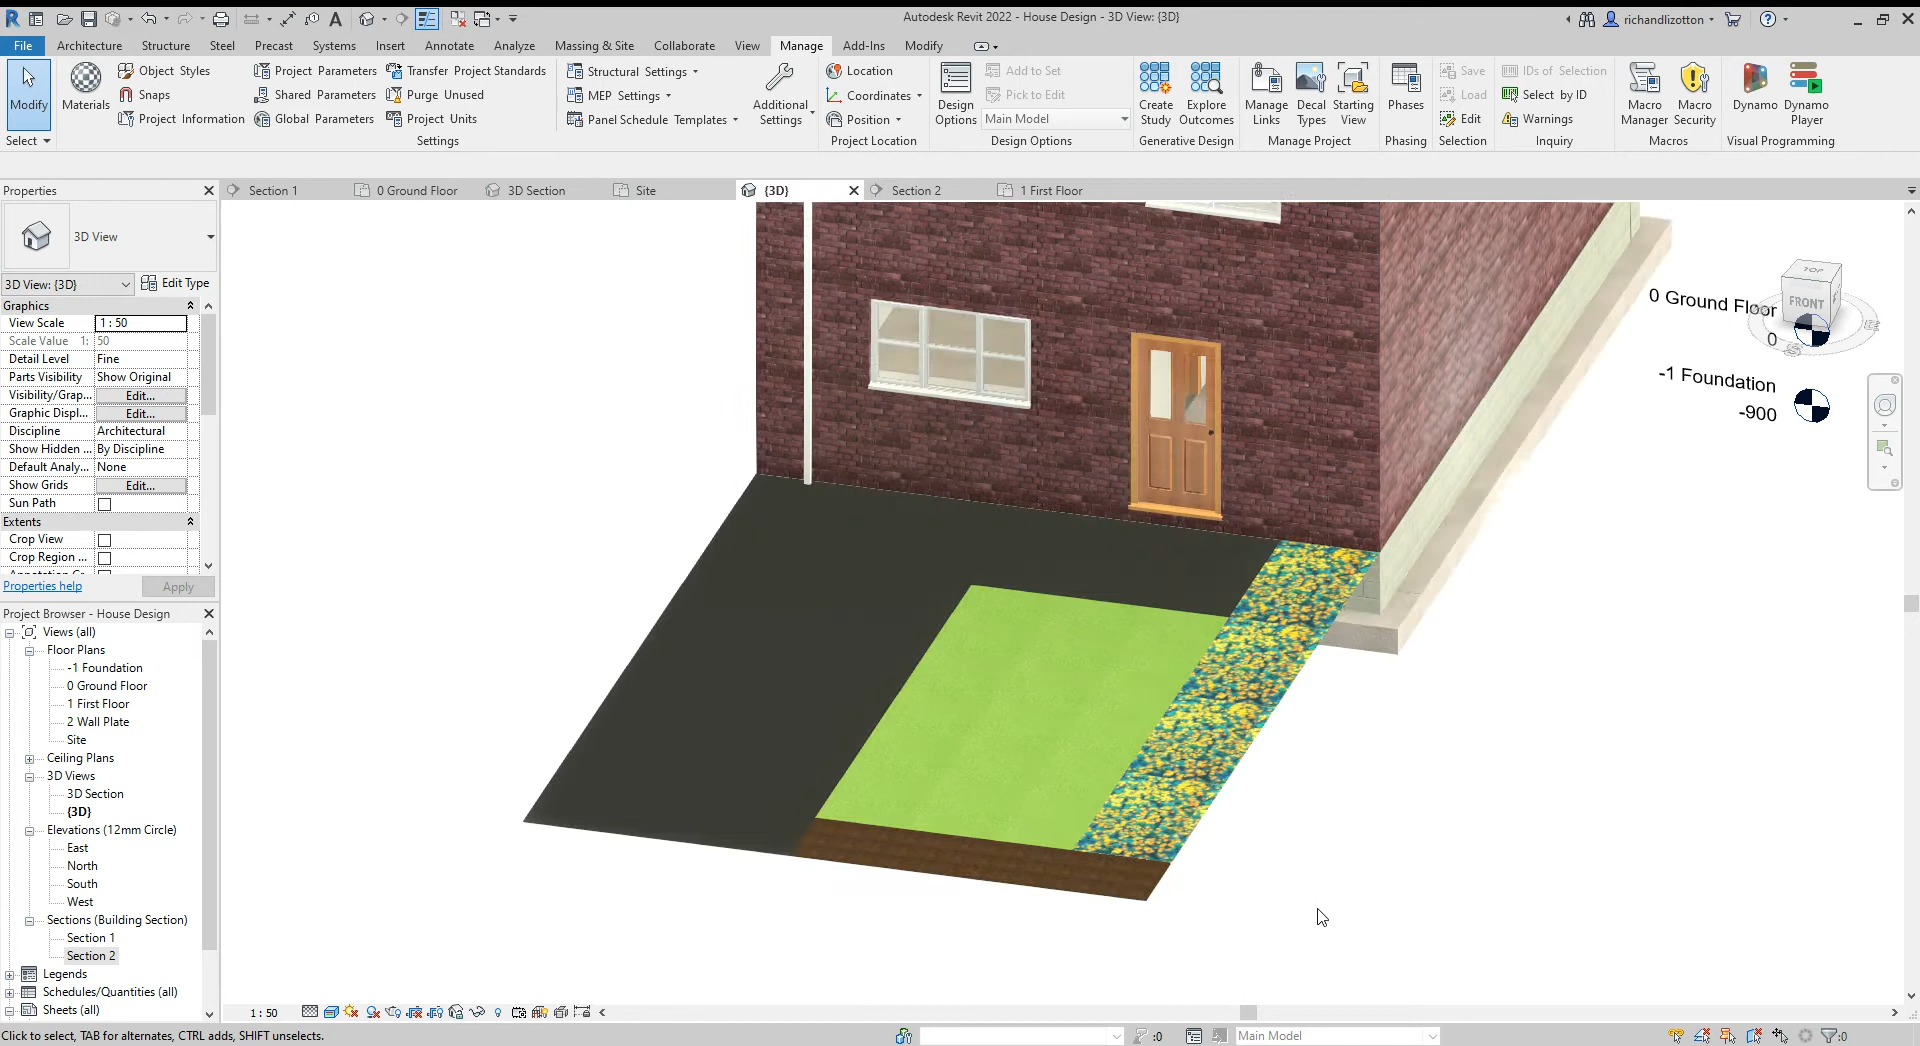 Autodesk Revit 2022 - House Design - 3D View: {3D}
richandlizotton
File Architecture Structure Steel Precast Systems Insert Annotate Analyze Massing & Site Collaborate View Manage Add-Ins Modify
Modify
Select
Materials
Object Styles
Snaps
Project Information
Project Parameters
Shared Parameters
Global Parameters
Transfer Project Standards
Purge Unused
Project Units
Settings
Structural Settings
MEP Settings
Panel Schedule Templates
Additional
Settings
Location
Coordinates
Position
Project Location
Design
Options
Add to Set
Pick to Edit
Main Model
Design Options
Create
Study
Explore
Outcomes
Generative Design
Manage
Links
Decal
Types
Starting
View
Manage Project
Phases
Phasing
Save
Load
Edit
Selection
IDs of Selection
Select by ID
Warnings
Inquiry
Macro
Manager
Macro
Security
Macros
Dynamo
Dynamo
Player
Visual Programming
Properties
Section 1 0 Ground Floor 3D Section Site {3D} Section 2 1 First Floor
3D View
3D View: {3D} Edit Type
Graphics
View Scale 1 : 50
Scale Value 1: 50
Detail Level Fine
Parts Visibility Show Original
Visibility/Grap... Edit...
Graphic Displ... Edit...
Discipline Architectural
Show Hidden ... By Discipline
Default Analy... None
Show Grids Edit...
Sun Path
Extents
Crop View
Crop Region ...
Properties help Apply
Project Browser - House Design
Views (all)
Floor Plans
-1 Foundation
0 Ground Floor
1 First Floor
2 Wall Plate
Site
Ceiling Plans
3D Views
3D Section
{3D}
Elevations (12mm Circle)
East
North
South
West
Sections (Building Section)
Section 1
Section 2
Legends
Schedules/Quantities (all)
Sheets (all)
0 Ground Floor
0
-1 Foundation
-900
TOP
FRONT
S
1 : 50
Click to select, TAB for alternates, CTRL adds, SHIFT unselects.
:0
Main Model
:0